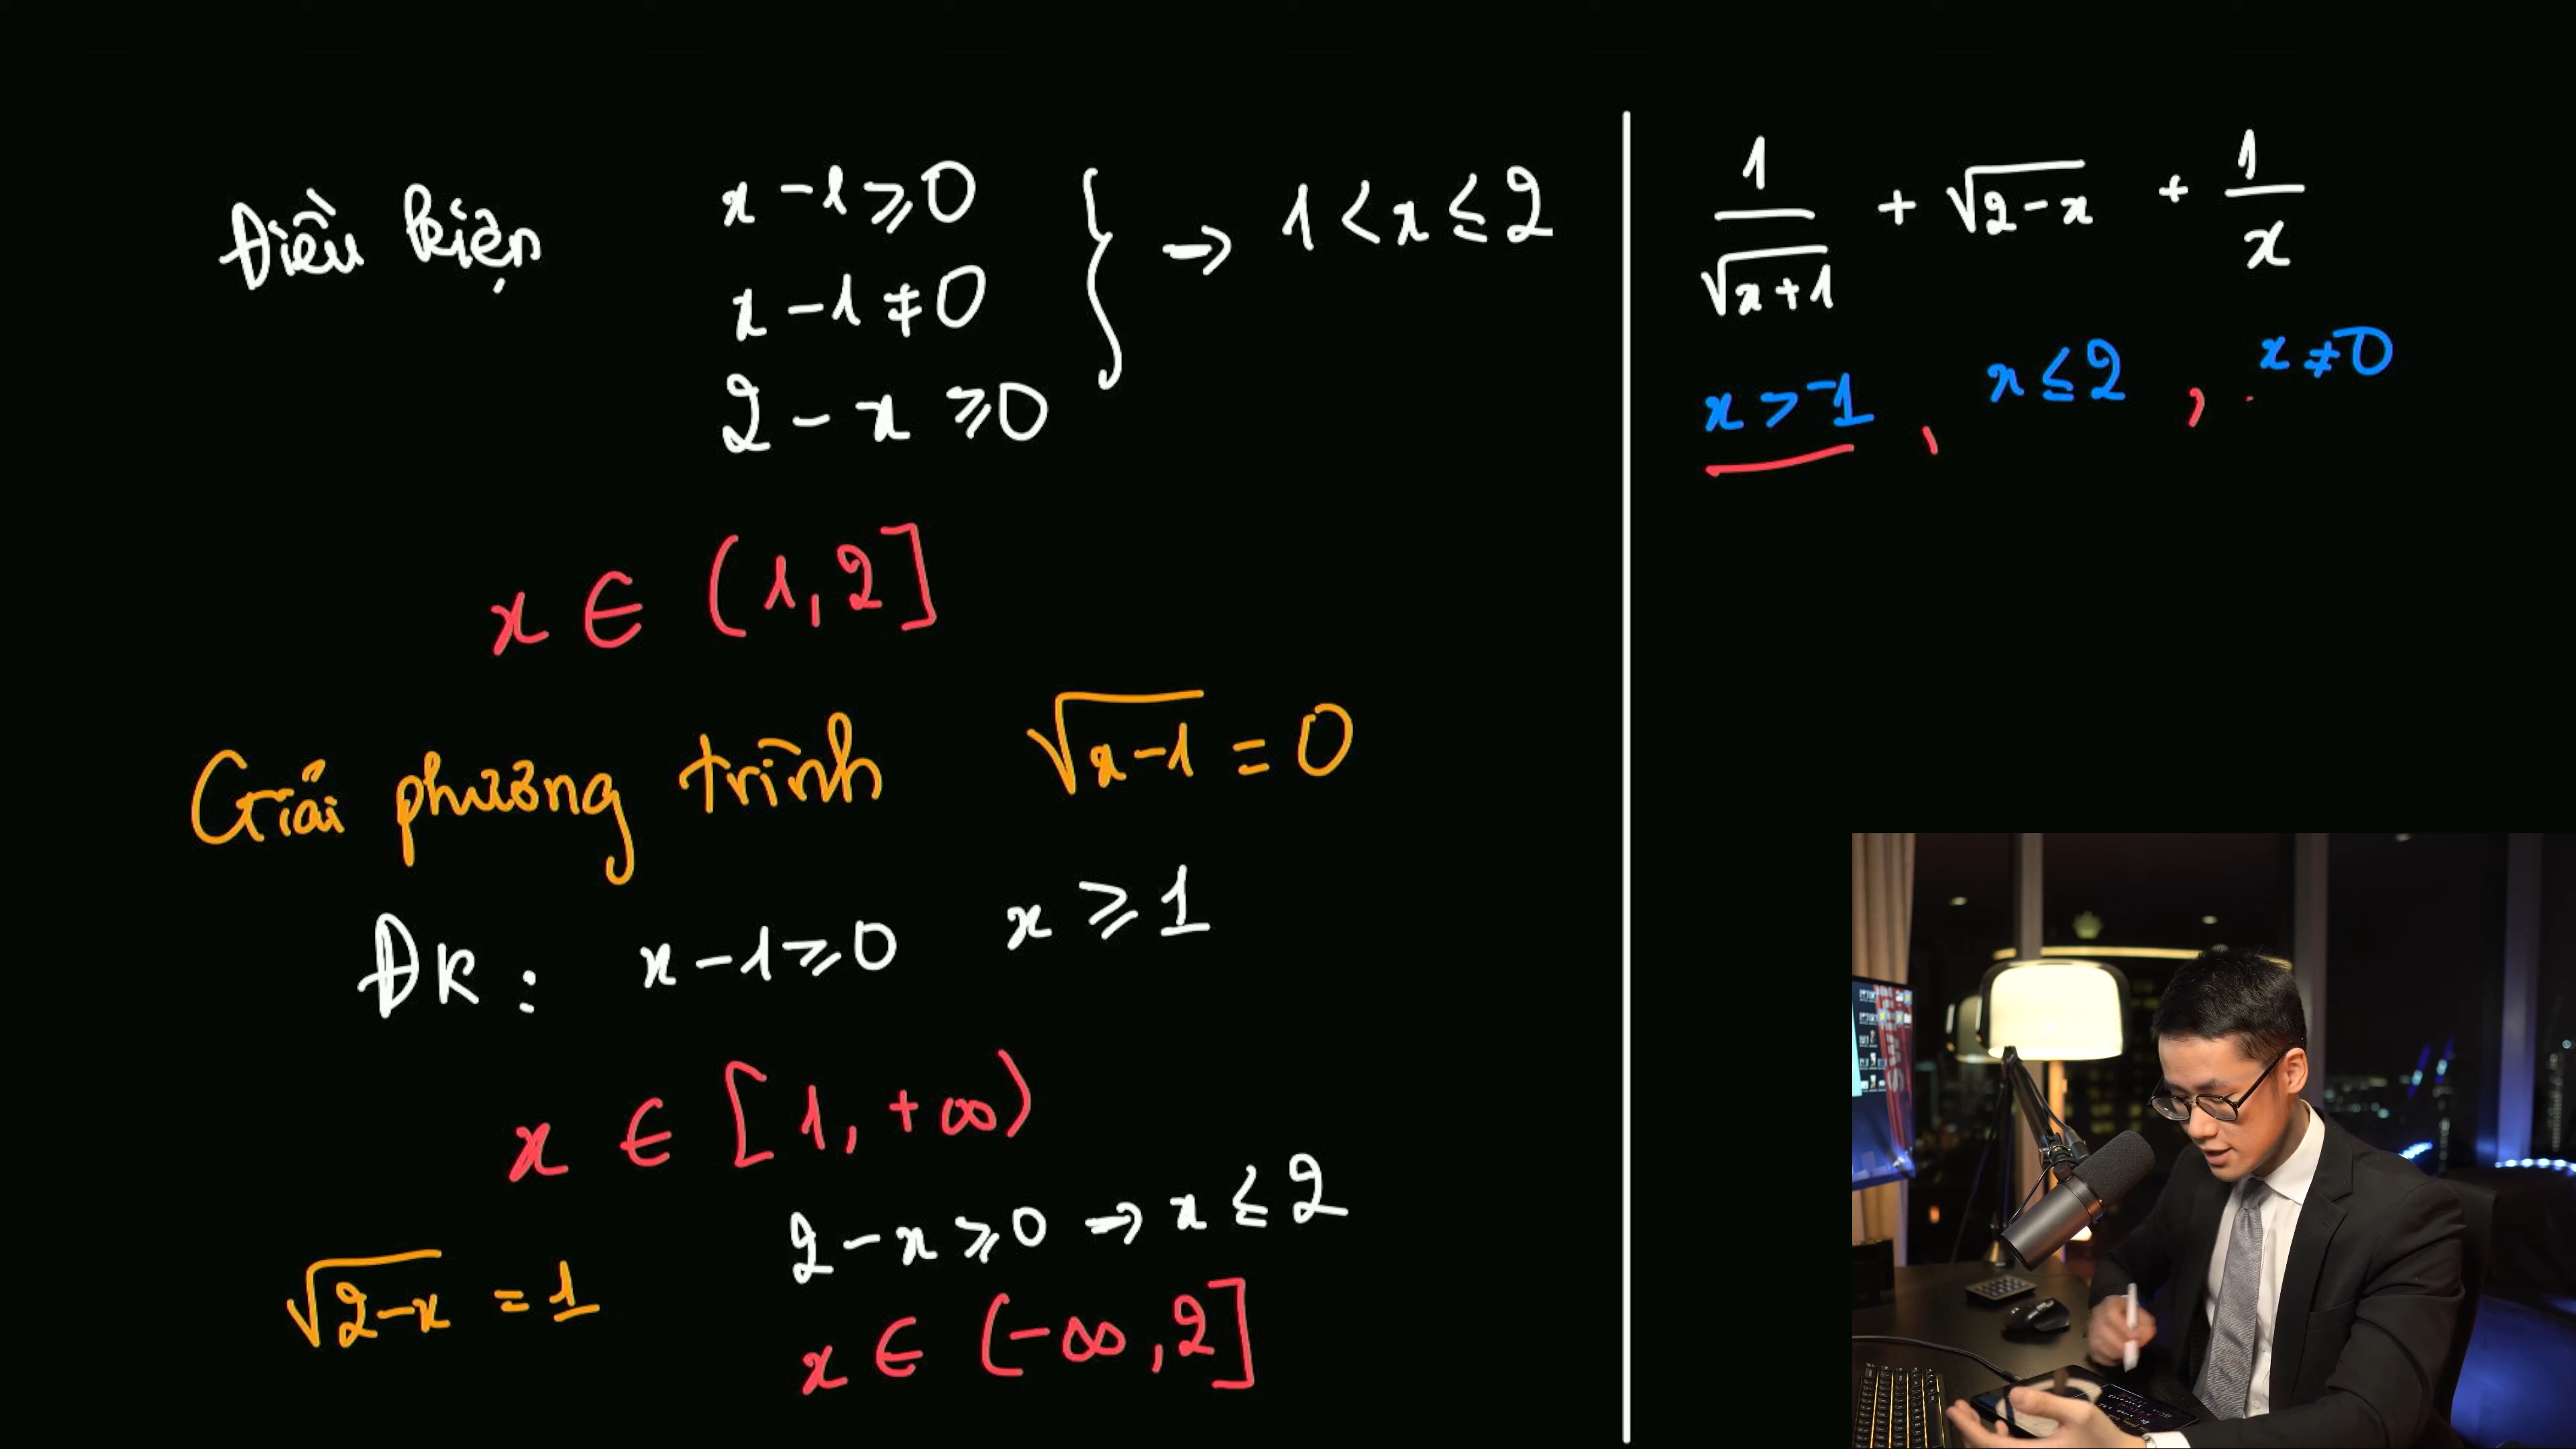 Điều kiện
x - 1 ≥ 0
x - 1 ≠ 0
2 - x ≥ 0
} → 1 < x ≤ 2
x ∈ (1, 2]
Giải phương trình √(x-1) = 0
ĐK : x - 1 ≥ 0 x ≥ 1
x ∈ [1, +∞)
√(2-x) = 1
2 - x ≥ 0 → x ≤ 2
x ∈ (-∞, 2]
1/√(x+1) + √(2-x) + 1/x
x > -1 , x ≤ 2 , x ≠ 0